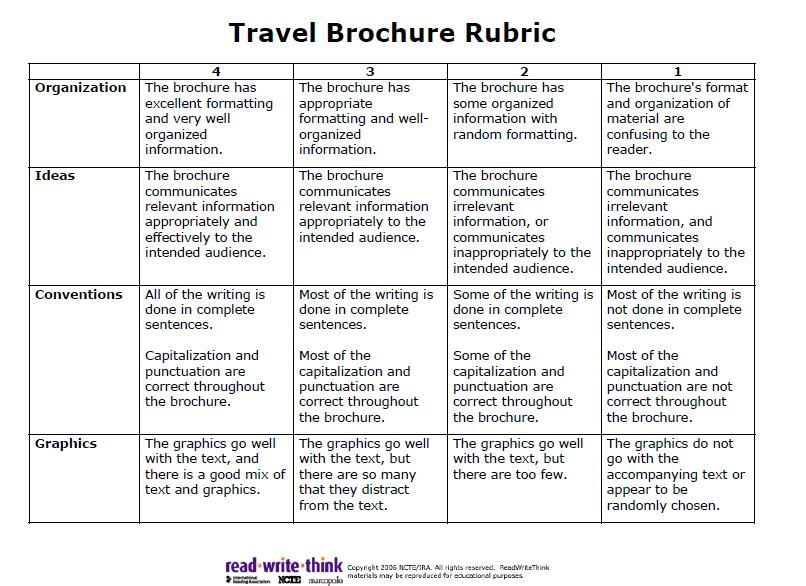 Travel Brochure Rubric
4 3 2 1
Organization
The brochure has
excellent formatting
and very well
organized
information.
The brochure has
appropriate
formatting and well-
organized
information.
The brochure has
some organized
information with
random formatting.
The brochure's format
and organization of
material are
confusing to the
reader.
Ideas
The brochure
communicates
relevant information
appropriately and
effectively to the
intended audience.
The brochure
communicates
relevant information
appropriately to the
intended audience.
The brochure
communicates
irrelevant
information, or
communicates
inappropriately to the
intended audience.
The brochure
communicates
irrelevant
information, and
communicates
inappropriately to the
intended audience.
Conventions
All of the writing is
done in complete
sentences.
Capitalization and
punctuation are
correct throughout
the brochure.
Most of the writing is
done in complete
sentences.
Most of the
capitalization and
punctuation are
correct throughout
the brochure.
Some of the writing is
done in complete
sentences.
Some of the
capitalization and
punctuation are
correct throughout
the brochure.
Most of the writing is
not done in complete
sentences.
Most of the
capitalization and
punctuation are not
correct throughout
the brochure.
Graphics
The graphics go well
with the text, and
there is a good mix of
text and graphics.
The graphics go well
with the text, but
there are so many
that they distract
from the text.
The graphics go well
with the text, but
there are too few.
The graphics do not
go with the
accompanying text or
appear to be
randomly chosen.
read•write•think
International
Reading Association
NCTE
marcopolo
Copyright 2006 NCTE/IRA. All rights reserved. ReadWriteThink
materials may be reproduced for educational purposes.